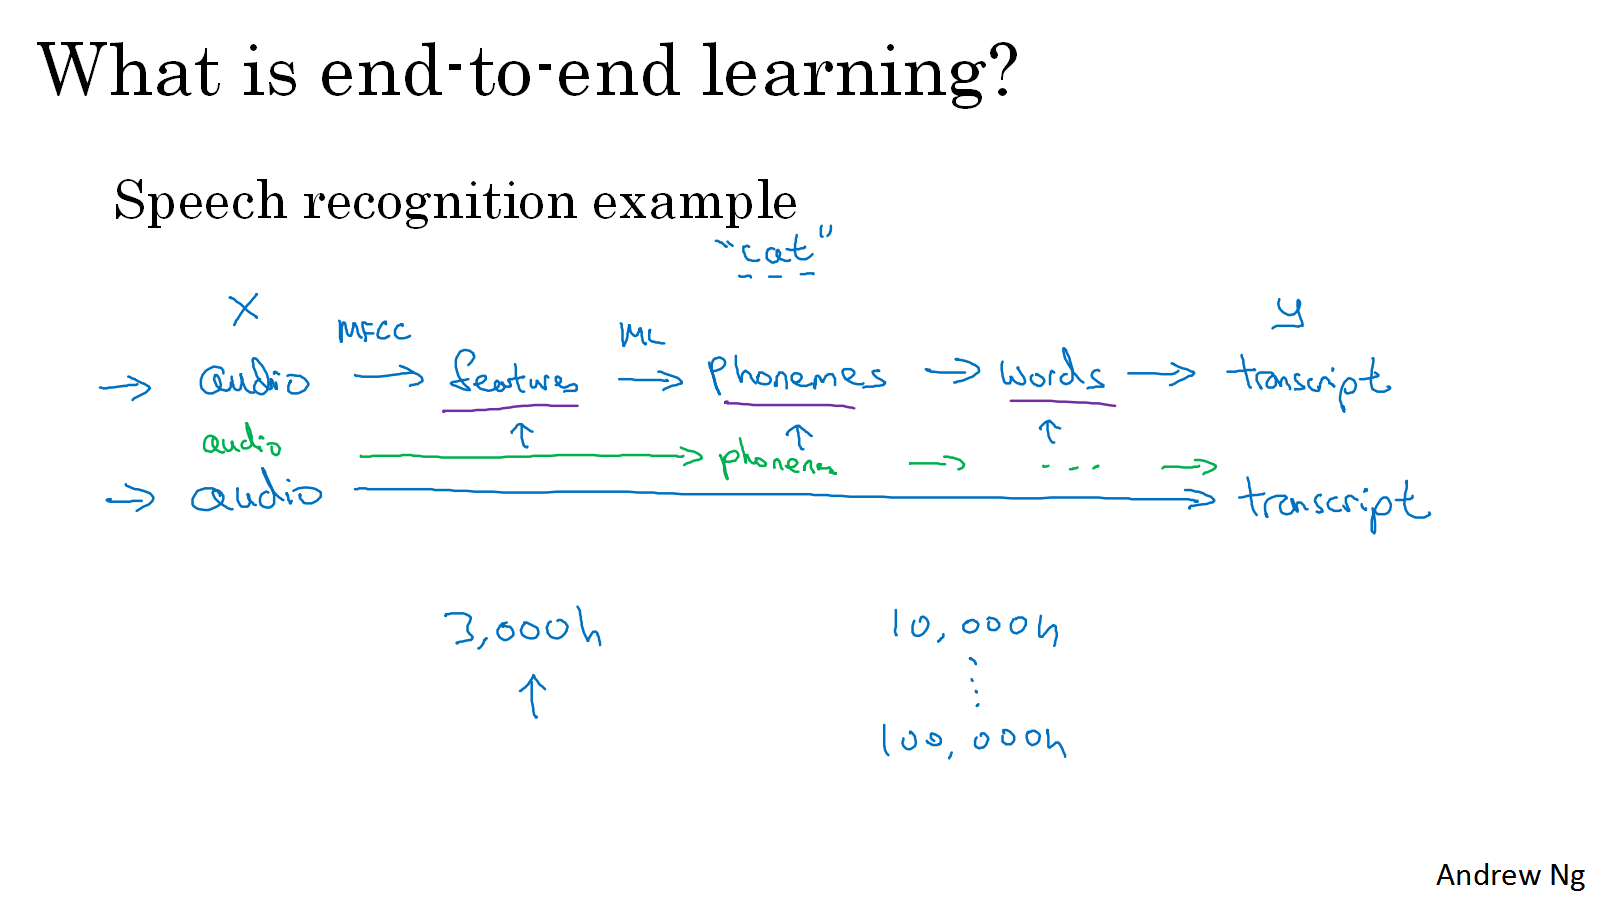 What is end-to-end learning?
Speech recognition example
"cat"
X y
MFCC ML
→ audio → features → phonemes → words → transcript
↑ ↑ ↑
audio → phonemes → ... →
→ audio → transcript
3,000h 10,000h
↑ ⋮
100,000h
Andrew Ng